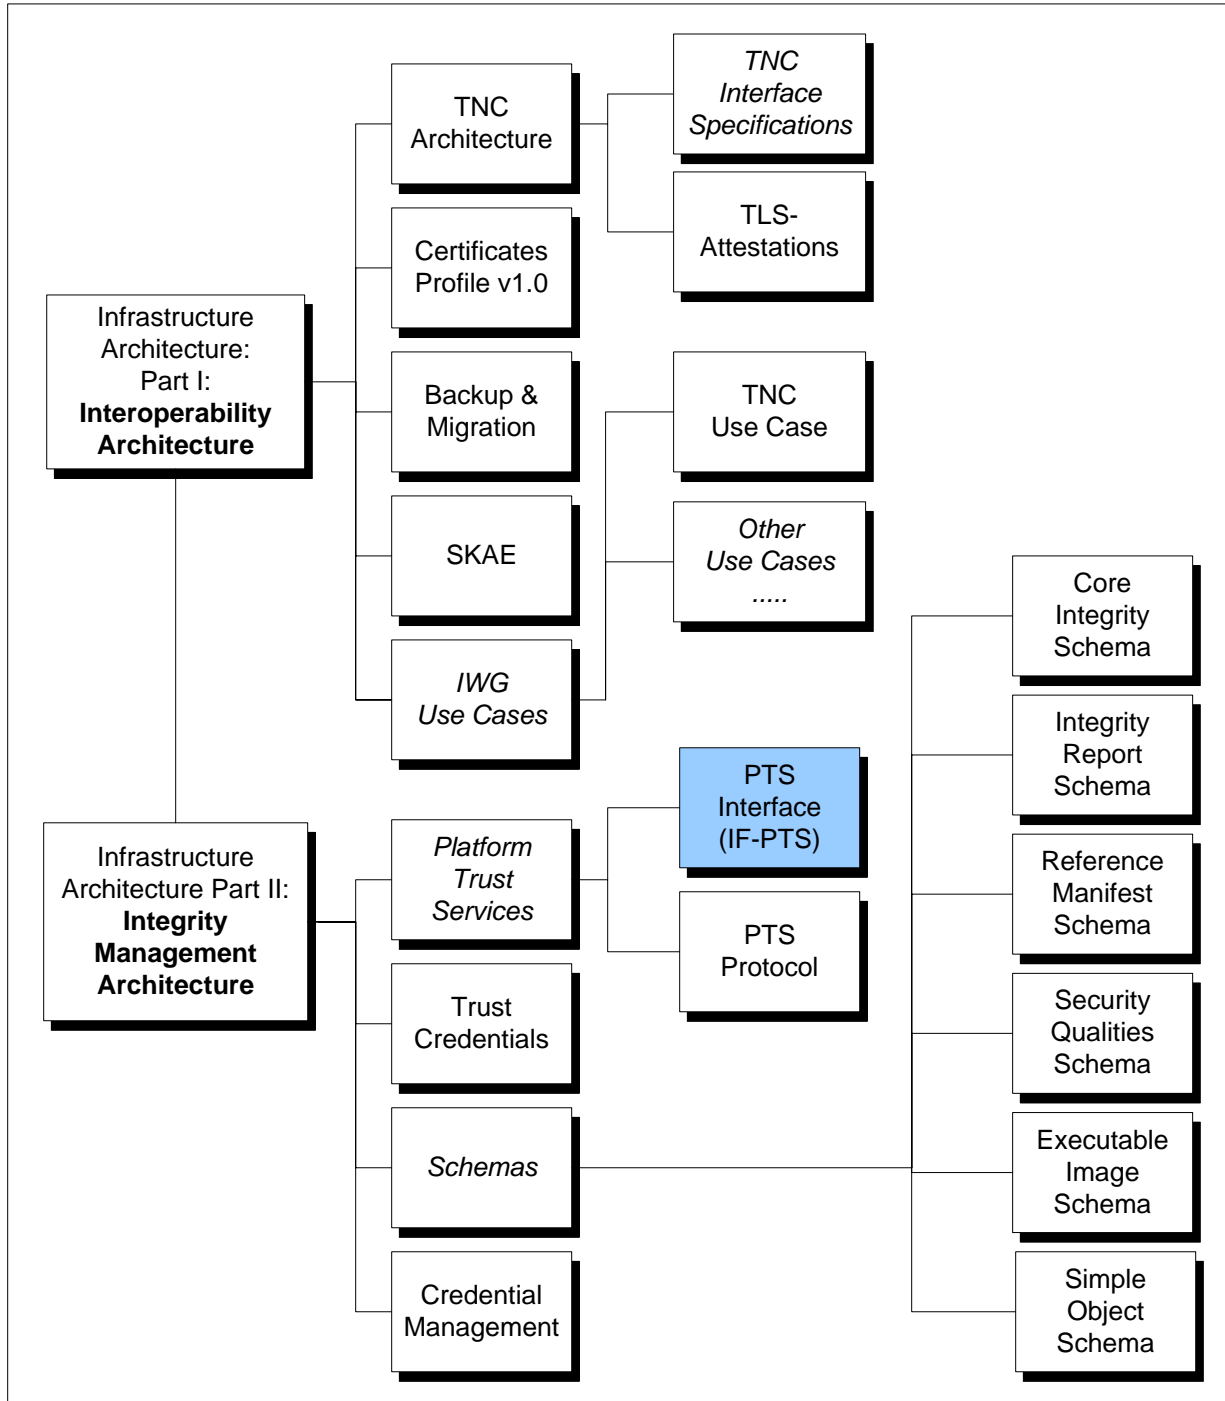 TNC
Architecture
TNC
Interface
Specifications
TLS-
Attestations
Certificates
Profile v1.0
Infrastructure
Architecture:
Part I:
Interoperability
Architecture
Backup &
Migration
TNC
Use Case
SKAE
Other
Use Cases
.....
IWG
Use Cases
Core
Integrity
Schema
Integrity
Report
Schema
Infrastructure
Architecture Part II:
Integrity
Management
Architecture
Platform
Trust
Services
PTS
Interface
(IF-PTS)
PTS
Protocol
Reference
Manifest
Schema
Trust
Credentials
Security
Qualities
Schema
Schemas
Executable
Image
Schema
Credential
Management
Simple
Object
Schema